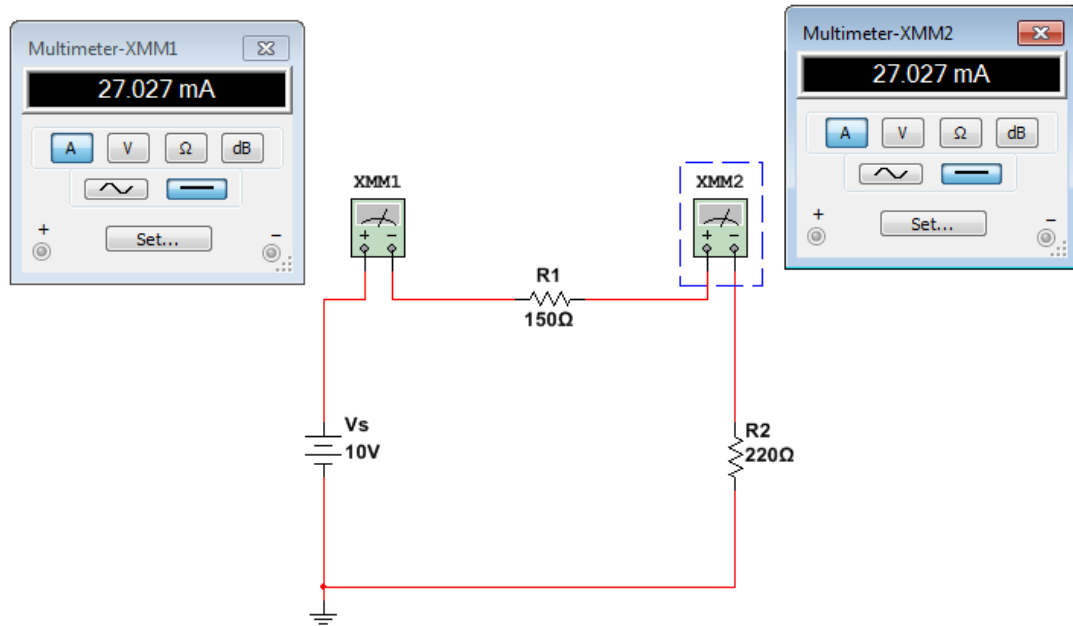 Multimeter-XMM1
27.027 mA
A V Ω dB
+ −
Set...
Multimeter-XMM2
27.027 mA
A V Ω dB
+ −
Set...
XMM1
+ −
XMM2
+ −
R1
150Ω
Vs
10V
R2
220Ω